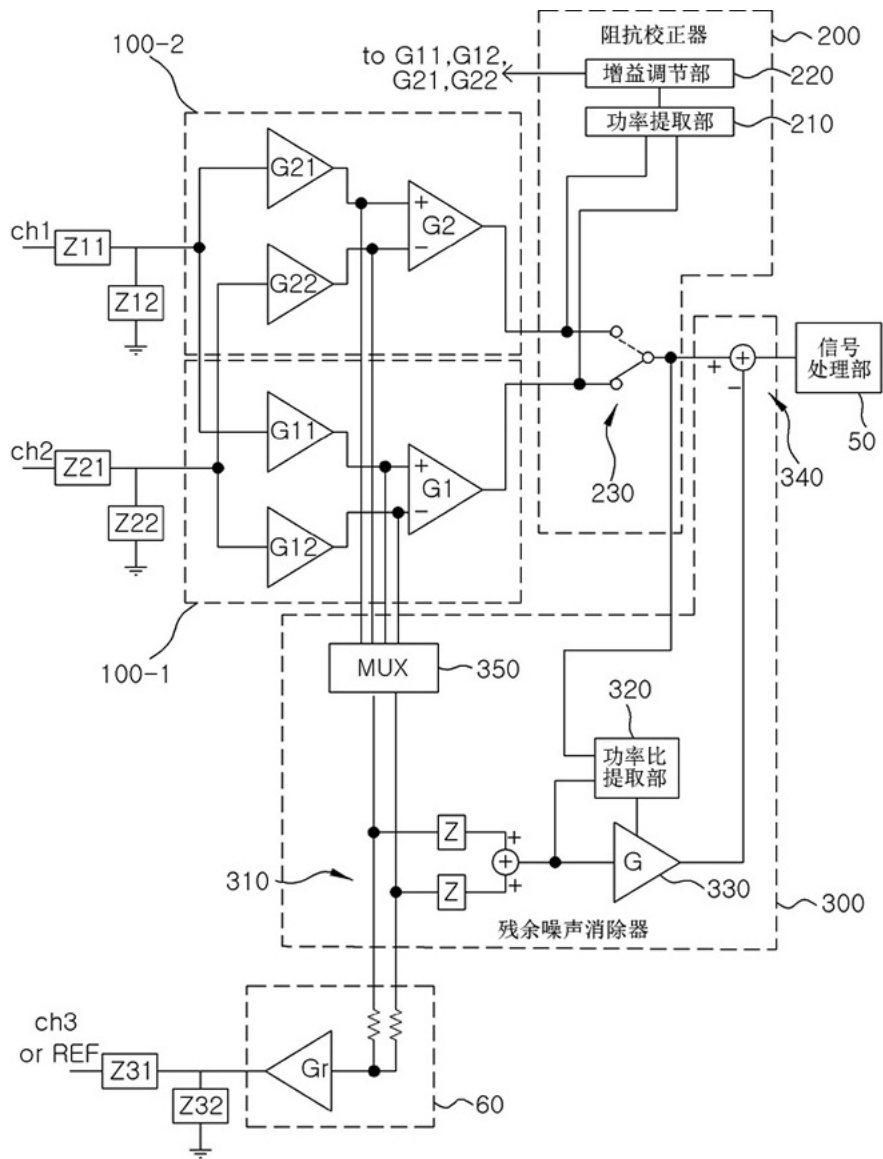 阻抗校正器
200
100-2
to G11,G12,
G21,G22
增益调节部
220
功率提取部
210
G21
+
G2
−
ch1
Z11
G22
Z12
信号
处理部
+
−
50
G11
ch2
Z21
+
G1
−
230
340
Z22
G12
100-1
MUX
350
320
功率比
提取部
Z
+
G
310
Z
+
330
300
残余噪声消除器
ch3
or REF
Z31
Gr
Z32
60